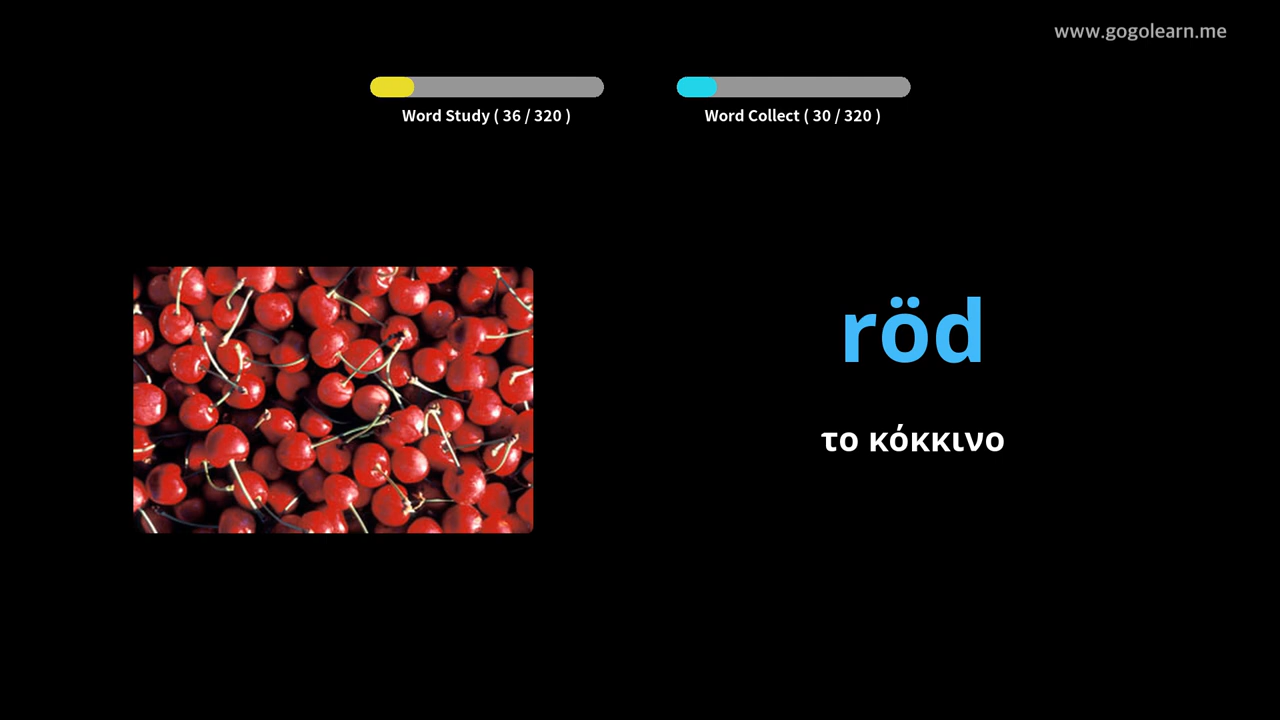 www.gogolearn.me
Word Study ( 36 / 320 )
Word Collect ( 30 / 320 )
röd
το κόκκινο